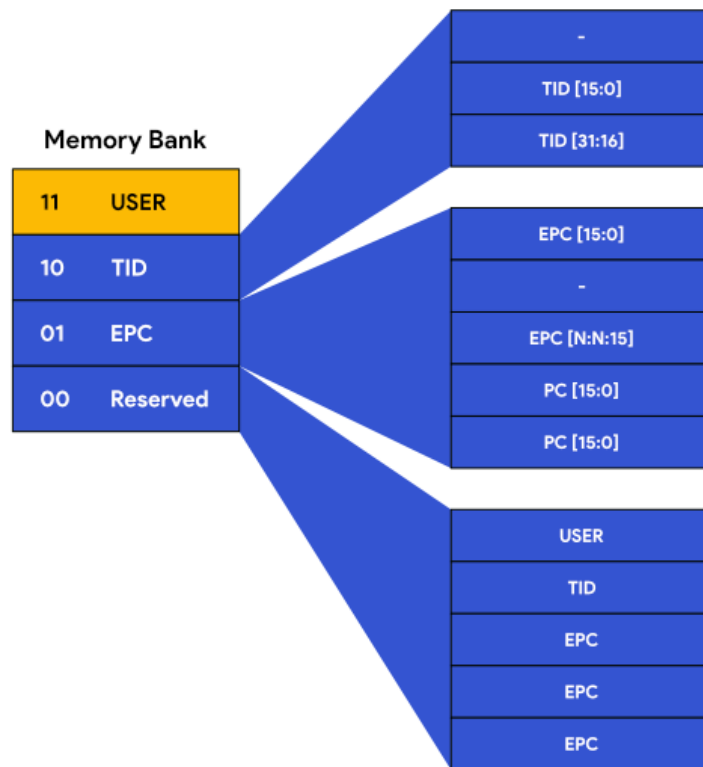 Memory Bank
11 USER
10 TID
01 EPC
00 Reserved
-
TID [15:0]
TID [31:16]
EPC [15:0]
-
EPC [N:N:15]
PC [15:0]
PC [15:0]
USER
TID
EPC
EPC
EPC